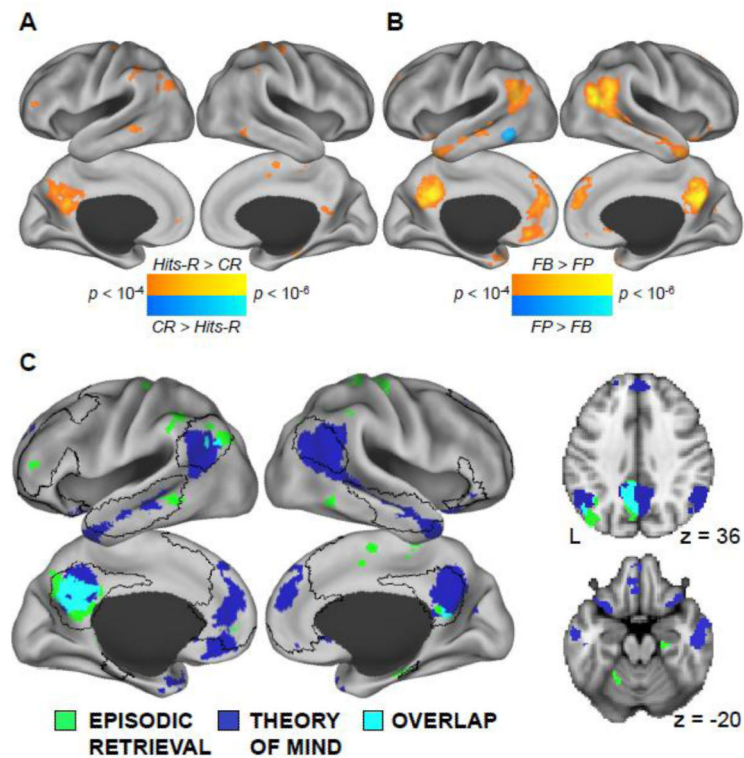 A
B
Hits-R > CR
p < 10-4
p < 10-6
CR > Hits-R
FB > FP
p < 10-4
p < 10-6
FP > FB
C
L
z = 36
z = -20
EPISODIC RETRIEVAL
THEORY OF MIND
OVERLAP